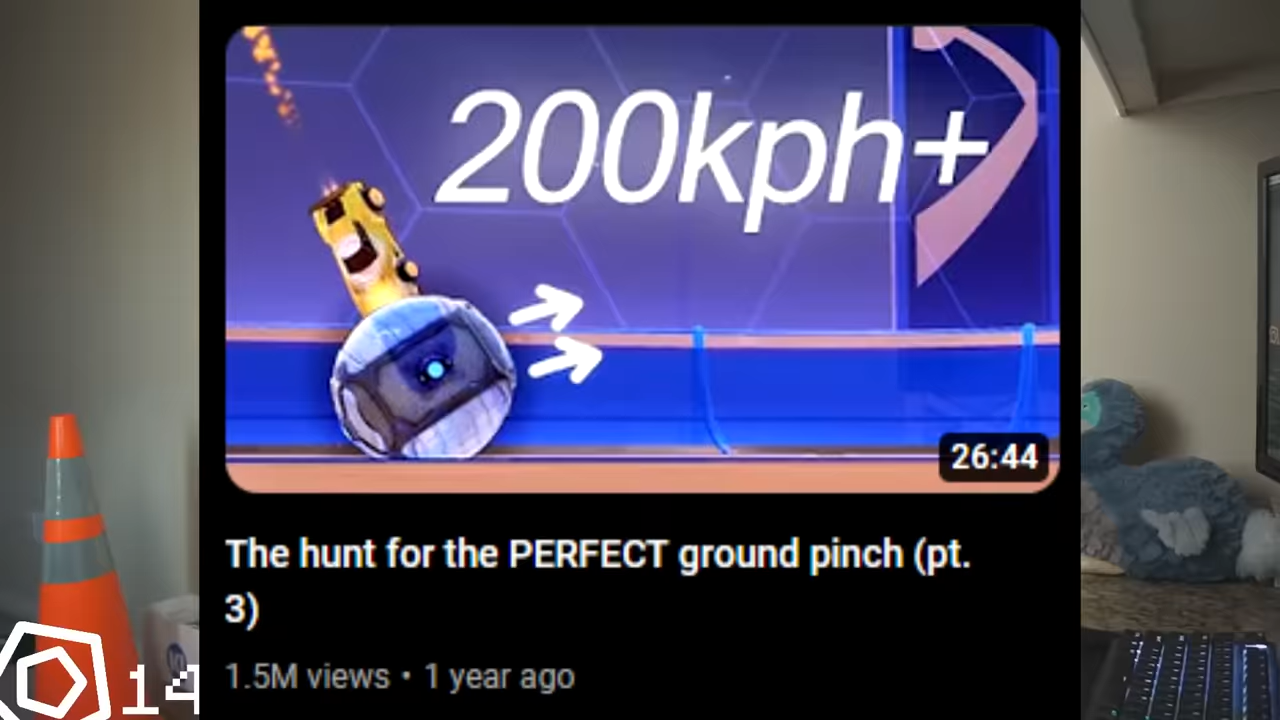 200kph+
26:44
The hunt for the PERFECT ground pinch (pt.
3)
1.5M views • 1 year ago
14